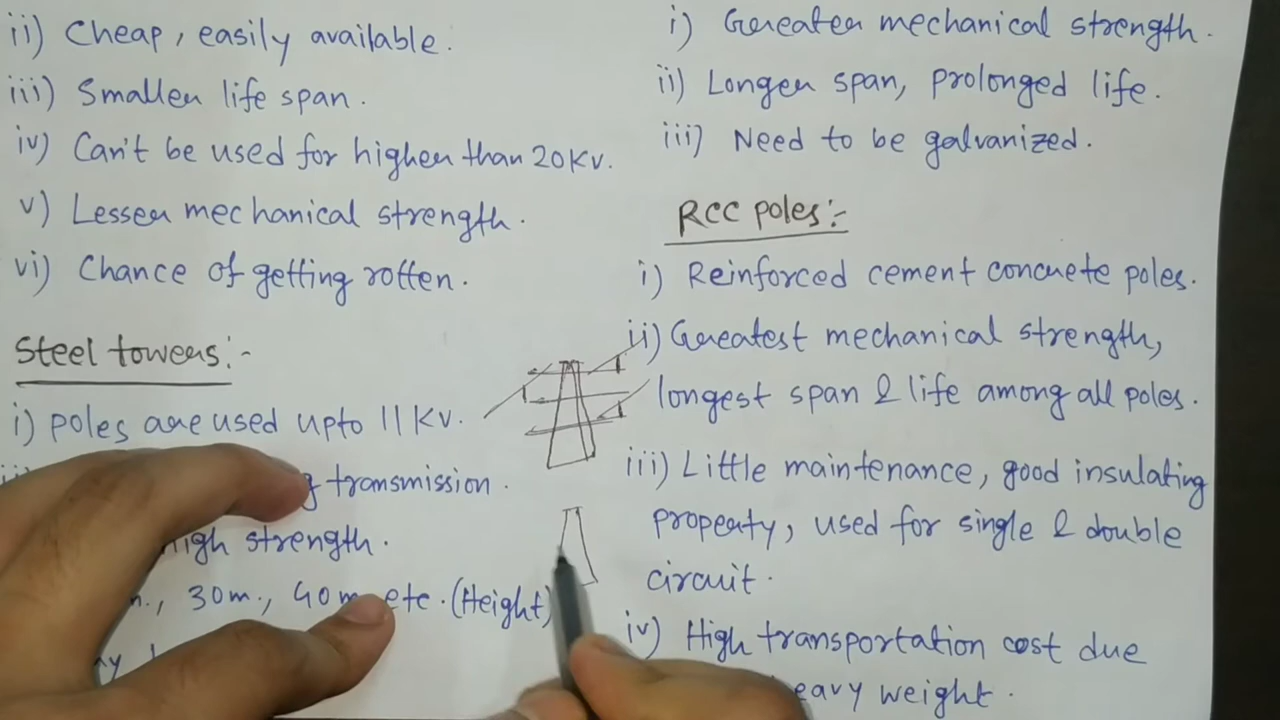 ii) Cheap, easily available.
iii) Smaller life span.
iv) Can't be used for higher than 20KV.
v) Lesser mechanical strength.
vi) Chance of getting rotten.
Steel towers:-
i) poles are used upto 11KV.
transmission.
high strength.
30m., 40m etc. (Height)
i) Greater mechanical strength.
ii) Longer span, prolonged life.
iii) Need to be galvanized.
RCC poles:-
i) Reinforced cement concrete poles.
ii) Greatest mechanical strength,
longest span & life among all poles.
iii) Little maintenance, good insulating
property, used for single & double
circuit.
iv) High transportation cost due
heavy weight.